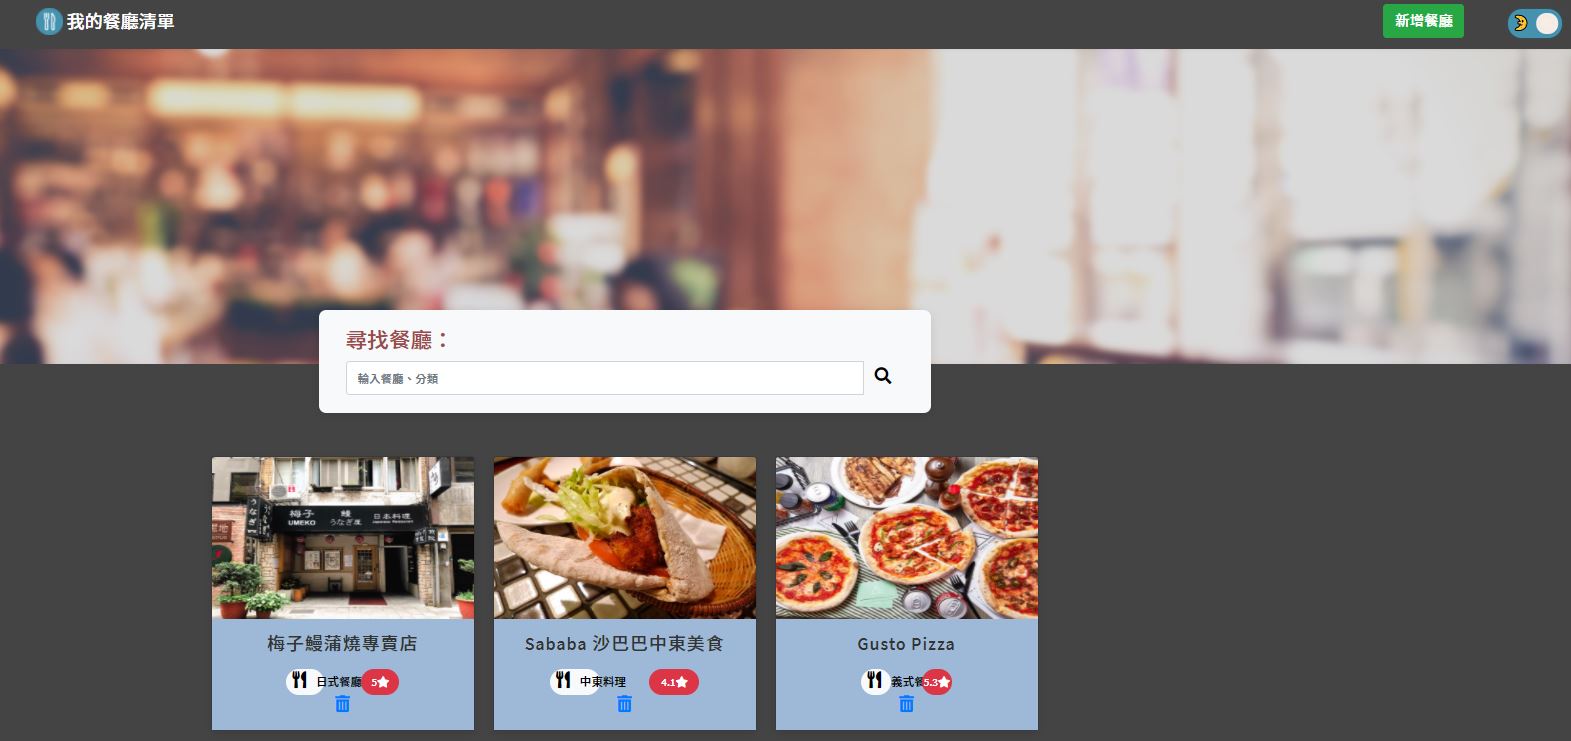 我的餐廳清單
新增餐廳
尋找餐廳：
輸入餐廳、分類
梅子 鰻 日本料理
UMEKO うなぎ屋
梅子鰻蒲燒專賣店
日式餐廳 5
Sababa 沙巴巴中東美食
中東料理 4.1
Gusto Pizza
義式餐 5.3